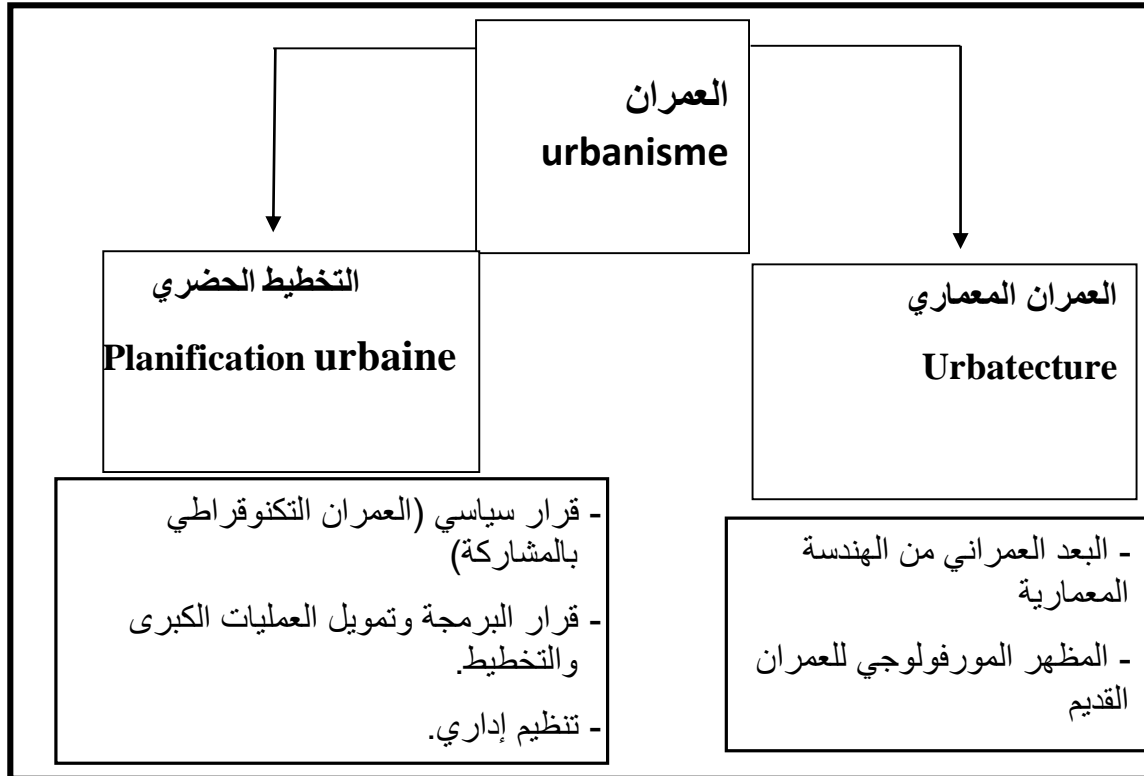 العمران
urbanisme
العمران المعماري
Urbatecture
- البعد العمراني من الهندسة
المعمارية
- المظهر المورفولوجي للعمران
القديم
التخطيط الحضري
Planification urbaine
- قرار سياسي (العمران التكنوقراطي
بالمشاركة)
- قرار البرمجة وتمويل العمليات الكبرى
والتخطيط.
- تنظيم إداري.